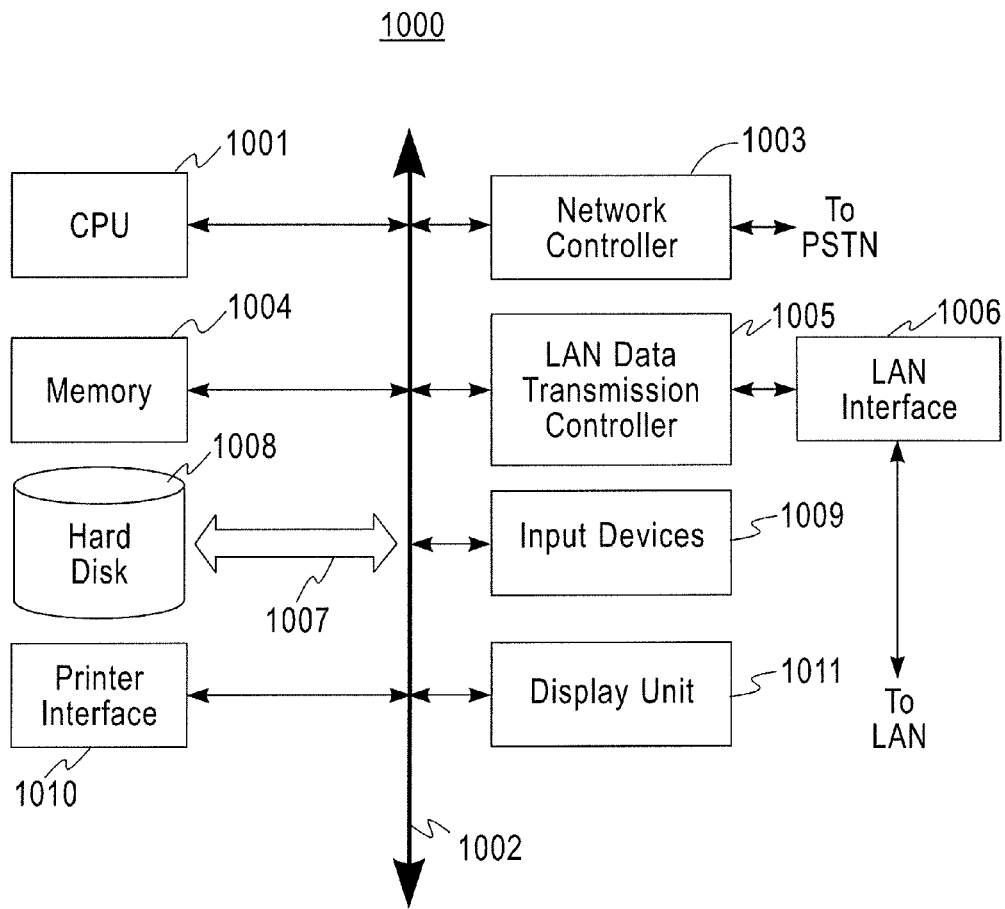 1000
1001
CPU
1003
Network
Controller
To
PSTN
1004
Memory
1005
LAN Data
Transmission
Controller
1006
LAN
Interface
1008
Hard
Disk
1007
1009
Input Devices
Printer
Interface
1010
1011
Display Unit
To
LAN
1002